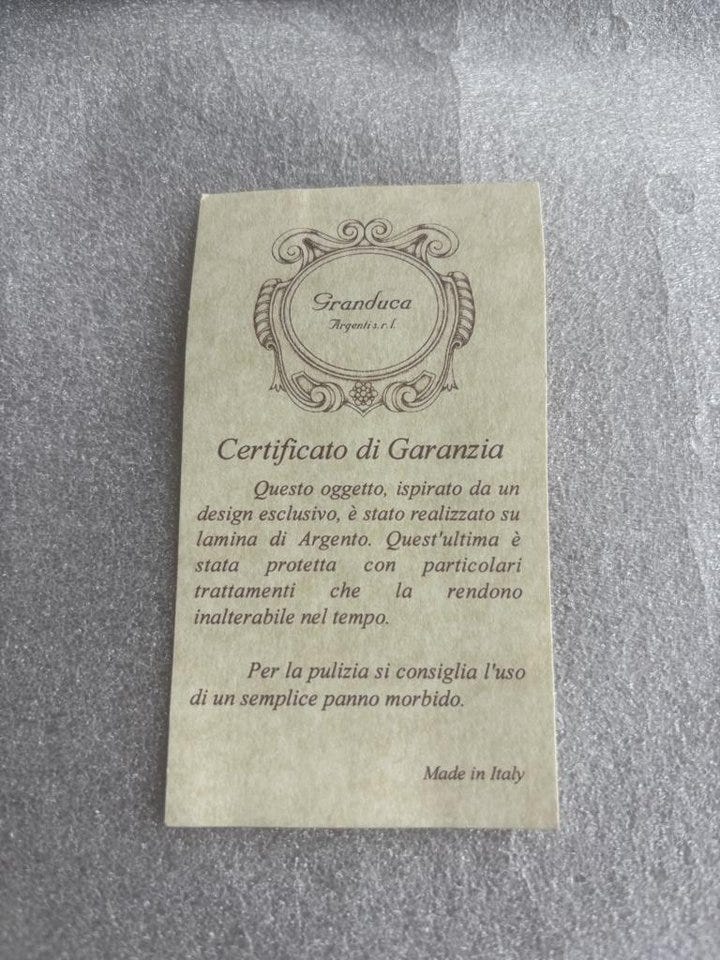 Granduca
Argenti s.r.l.
Certificato di Garanzia
Questo oggetto, ispirato da un
design esclusivo, è stato realizzato su
lamina di Argento. Quest'ultima è
stata protetta con particolari
trattamenti che la rendono
inalterabile nel tempo.
Per la pulizia si consiglia l'uso
di un semplice panno morbido.
Made in Italy